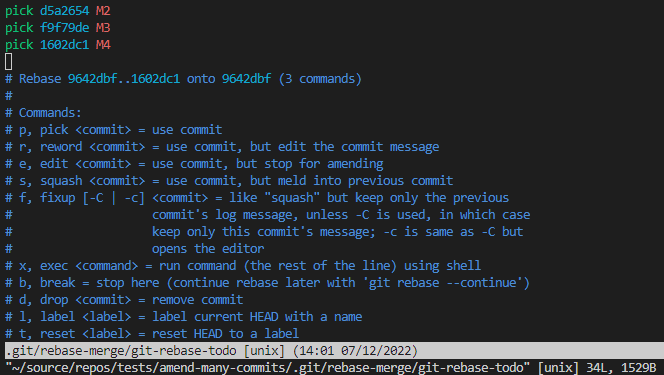 pick d5a2654 M2
pick f9f79de M3
pick 1602dc1 M4
# Rebase 9642dbf..1602dc1 onto 9642dbf (3 commands)
#
# Commands:
# p, pick <commit> = use commit
# r, reword <commit> = use commit, but edit the commit message
# e, edit <commit> = use commit, but stop for amending
# s, squash <commit> = use commit, but meld into previous commit
# f, fixup [-C | -c] <commit> = like "squash" but keep only the previous
#                    commit's log message, unless -C is used, in which case
#                    keep only this commit's message; -c is same as -C but
#                    opens the editor
# x, exec <command> = run command (the rest of the line) using shell
# b, break = stop here (continue rebase later with 'git rebase --continue')
# d, drop <commit> = remove commit
# l, label <label> = label current HEAD with a name
# t, reset <label> = reset HEAD to a label
.git/rebase-merge/git-rebase-todo [unix] (14:01 07/12/2022)
"~/source/repos/tests/amend-many-commits/.git/rebase-merge/git-rebase-todo" [unix] 34L, 1529B